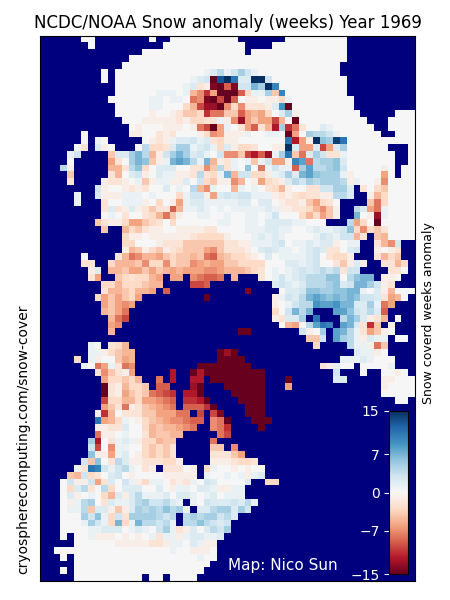 NCDC/NOAA Snow anomaly (weeks) Year 1969
cryospherecomputing.com/snow-cover
Snow coverd weeks anomaly
15
7
0
−7
−15
Map: Nico Sun